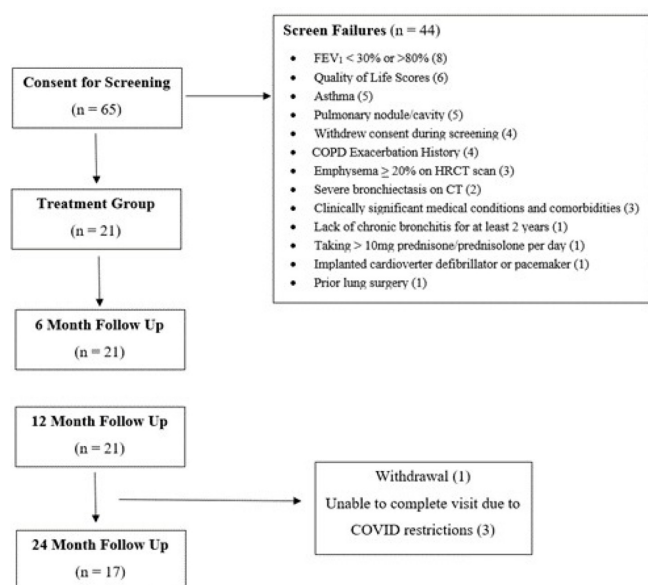 Screen Failures (n = 44)
FEV₁ < 30% or >80% (8)
Quality of Life Scores (6)
Asthma (5)
Pulmonary nodule/cavity (5)
Withdrew consent during screening (4)
COPD Exacerbation History (4)
Emphysema ≥ 20% on HRCT scan (3)
Severe bronchiectasis on CT (2)
Clinically significant medical conditions and comorbidities (3)
Lack of chronic bronchitis for at least 2 years (1)
Taking > 10mg prednisone/prednisolone per day (1)
Implanted cardioverter defibrillator or pacemaker (1)
Prior lung surgery (1)
Consent for Screening
(n = 65)
Treatment Group
(n = 21)
6 Month Follow Up
(n = 21)
12 Month Follow Up
(n = 21)
Withdrawal (1)
Unable to complete visit due to
COVID restrictions (3)
24 Month Follow Up
(n = 17)